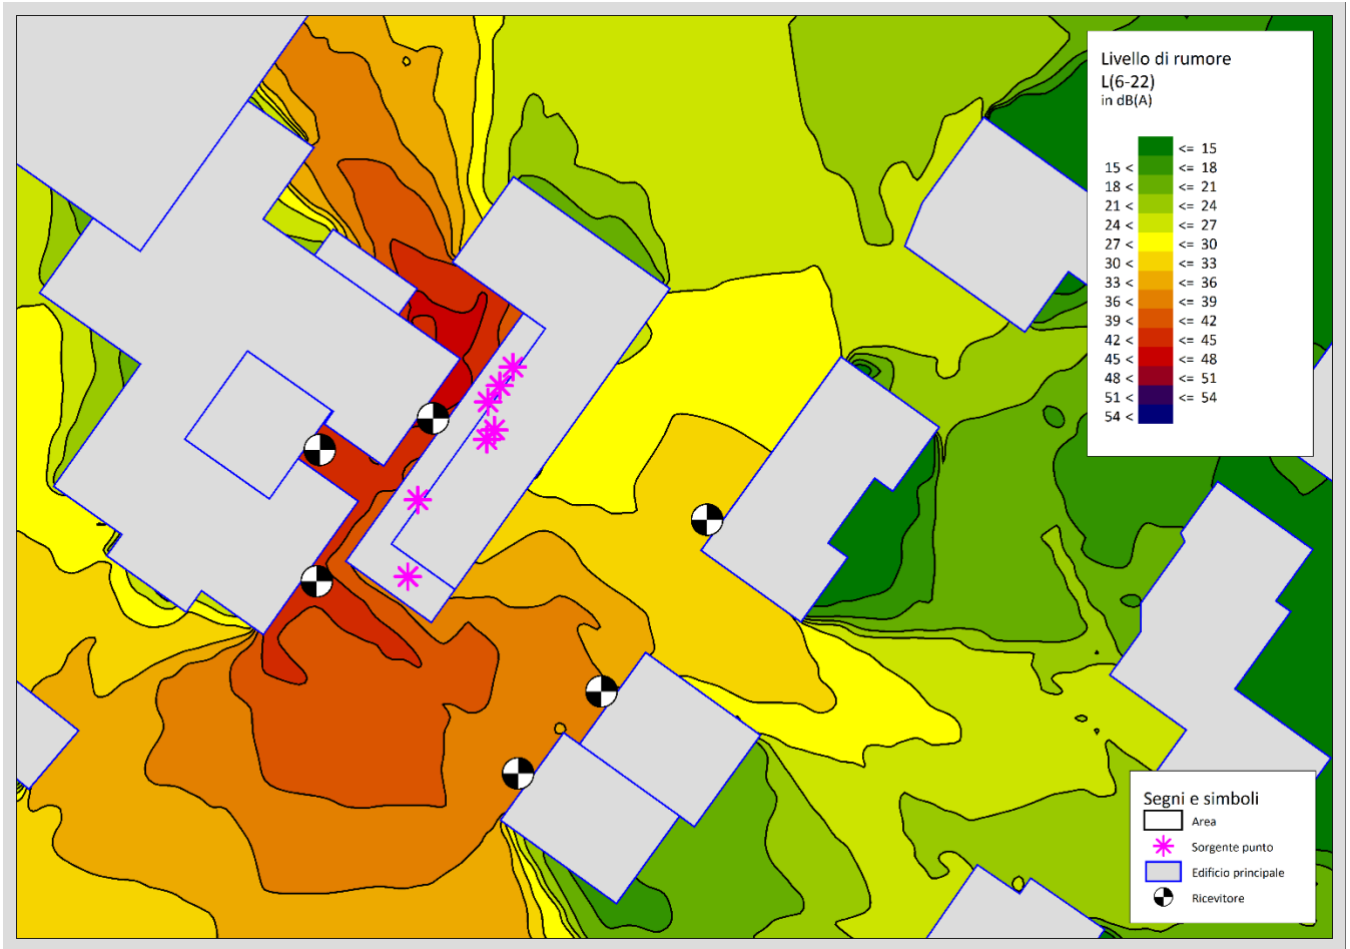 Livello di rumore
L(6-22)
in dB(A)
<= 15
15 < <= 18
18 < <= 21
21 < <= 24
24 < <= 27
27 < <= 30
30 < <= 33
33 < <= 36
36 < <= 39
39 < <= 42
42 < <= 45
45 < <= 48
48 < <= 51
51 < <= 54
54 <
Segni e simboli
Area
Sorgente punto
Edificio principale
Ricevitore